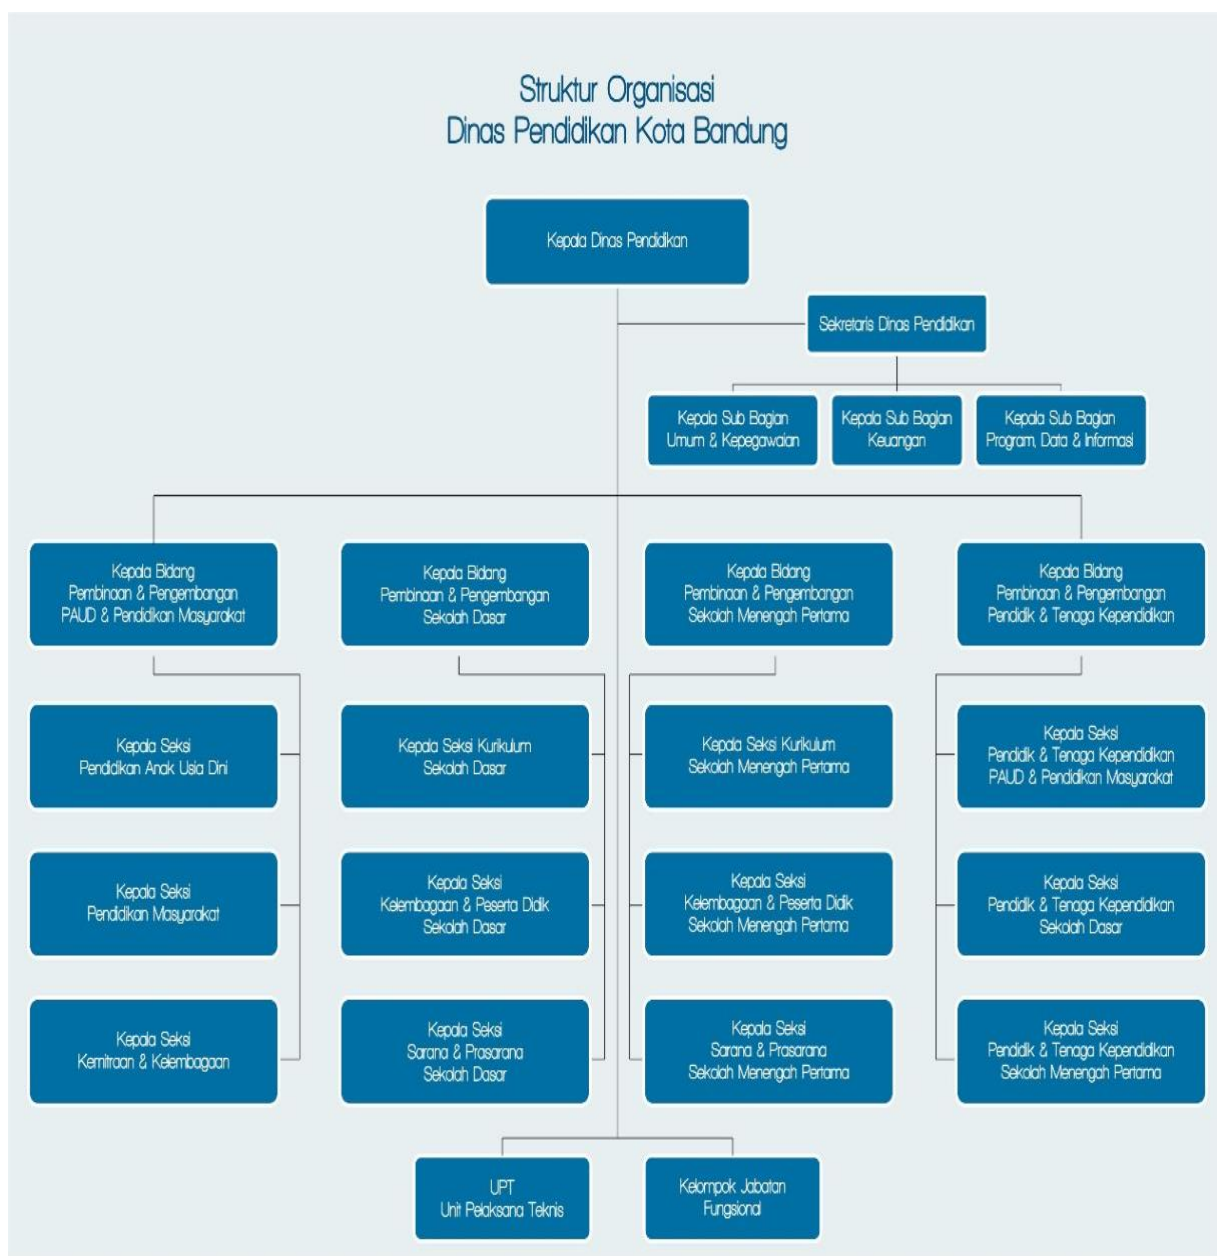 Struktur Organisasi
Dinas Pendidikan Kota Bandung
Kepala Dinas Pendidikan
Sekretaris Dinas Pendidikan
Kepala Sub Bagian
Umum & Kepegawaian
Kepala Sub Bagian
Keuangan
Kepala Sub Bagian
Program, Data & Informasi
Kepala Bidang
Pembinaan & Pengembangan
PAUD & Pendidikan Masyarakat
Kepala Bidang
Pembinaan & Pengembangan
Sekolah Dasar
Kepala Bidang
Pembinaan & Pengembangan
Sekolah Menengah Pertama
Kepala Bidang
Pembinaan & Pengembangan
Pendidik & Tenaga Kependidikan
Kepala Seksi
Pendidikan Anak Usia Dini
Kepala Seksi Kurikulum
Sekolah Dasar
Kepala Seksi Kurikulum
Sekolah Menengah Pertama
Kepala Seksi
Pendidik & Tenaga Kependidikan
PAUD & Pendidikan Masyarakat
Kepala Seksi
Pendidikan Masyarakat
Kepala Seksi
Kelembagaan & Peserta Didik
Sekolah Dasar
Kepala Seksi
Kelembagaan & Peserta Didik
Sekolah Menengah Pertama
Kepala Seksi
Pendidik & Tenaga Kependidikan
Sekolah Dasar
Kepala Seksi
Kemitraan & Kelembagaan
Kepala Seksi
Sarana & Prasarana
Sekolah Dasar
Kepala Seksi
Sarana & Prasarana
Sekolah Menengah Pertama
Kepala Seksi
Pendidik & Tenaga Kependidikan
Sekolah Menengah Pertama
UPT
Unit Pelaksana Teknis
Kelompok Jabatan
Fungsional